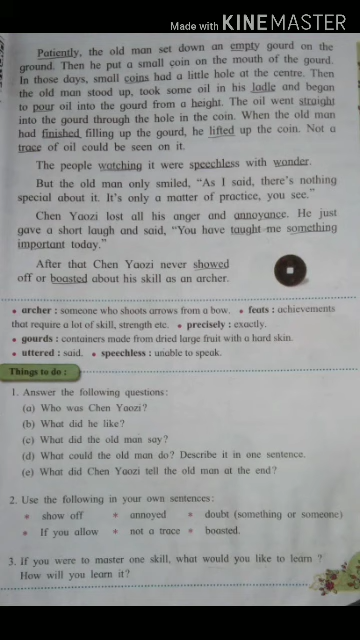 Made with KINEMASTER
Patiently, the old man set down an empty gourd on the
ground. Then he put a small coin on the mouth of the gourd.
In those days, small coins had a little hole at the centre. Then
the old man stood up, took some oil in his ladle and began
to pour oil into the gourd from a height. The oil went straight
into the gourd through the hole in the coin. When the old man
had finished filling up the gourd, he lifted up the coin. Not a
trace of oil could be seen on it.
The people watching it were speechless with wonder.
But the old man only smiled, "As I said, there's nothing
special about it. It's only a matter of practice, you see."
Chen Yaozi lost all his anger and annoyance. He just
gave a short laugh and said, "You have taught me something
important today."
After that Chen Yaozi never showed
off or boasted about his skill as an archer.
• archer : someone who shoots arrows from a bow. • feats : achievements
that require a lot of skill, strength etc. • precisely : exactly.
• gourds : containers made from dried large fruit with a hard skin.
• uttered : said. • speechless : unable to speak.
Things to do :
1. Answer the following questions :
(a) Who was Chen Yaozi?
(b) What did he like?
(c) What did the old man say?
(d) What could the old man do? Describe it in one sentence.
(e) What did Chen Yaozi tell the old man at the end?
2. Use the following in your own sentences :
* show off * annoyed * doubt (something or someone)
* If you allow * not a trace * boasted.
3. If you were to master one skill, what would you like to learn ?
How will you learn it?